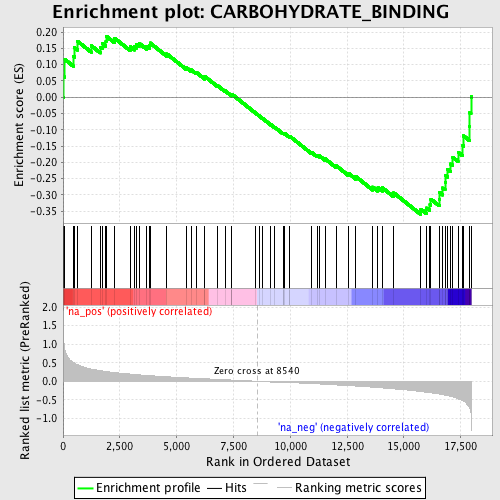 Enrichment plot: CARBOHYDRATE_BINDING
Enrichment score (ES)
0.20
0.15
0.10
0.05
0.00
-0.05
-0.10
-0.15
-0.20
-0.25
-0.30
-0.35
'na_pos' (positively correlated)
Ranked list metric (PreRanked)
2.0
1.5
1.0
0.5
0.0
-0.5
-1.0
Zero cross at 8540
'na_neg' (negatively correlated)
0 2,500 5,000 7,500 10,000 12,500 15,000 17,500
Rank in Ordered Dataset
Enrichment profile Hits Ranking metric scores